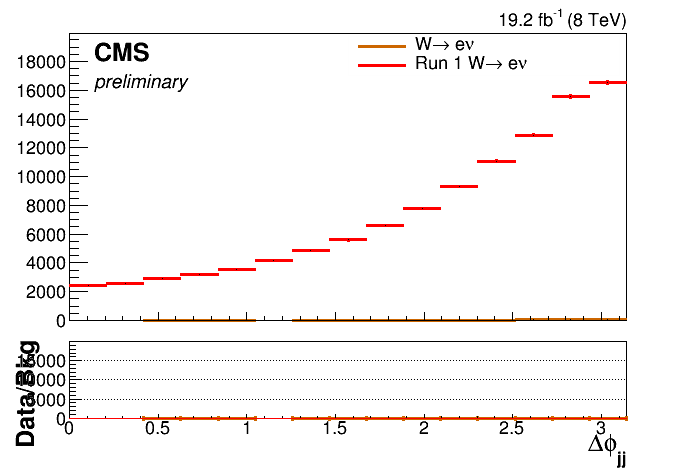 19.2 fb-1 (8 TeV)
CMS
preliminary
W→ eν
Run 1 W→ eν
18000
16000
14000
12000
10000
8000
6000
4000
2000
0
Data/Bkg
5000
0
0 0.5 1 1.5 2 2.5 3
Δϕjj